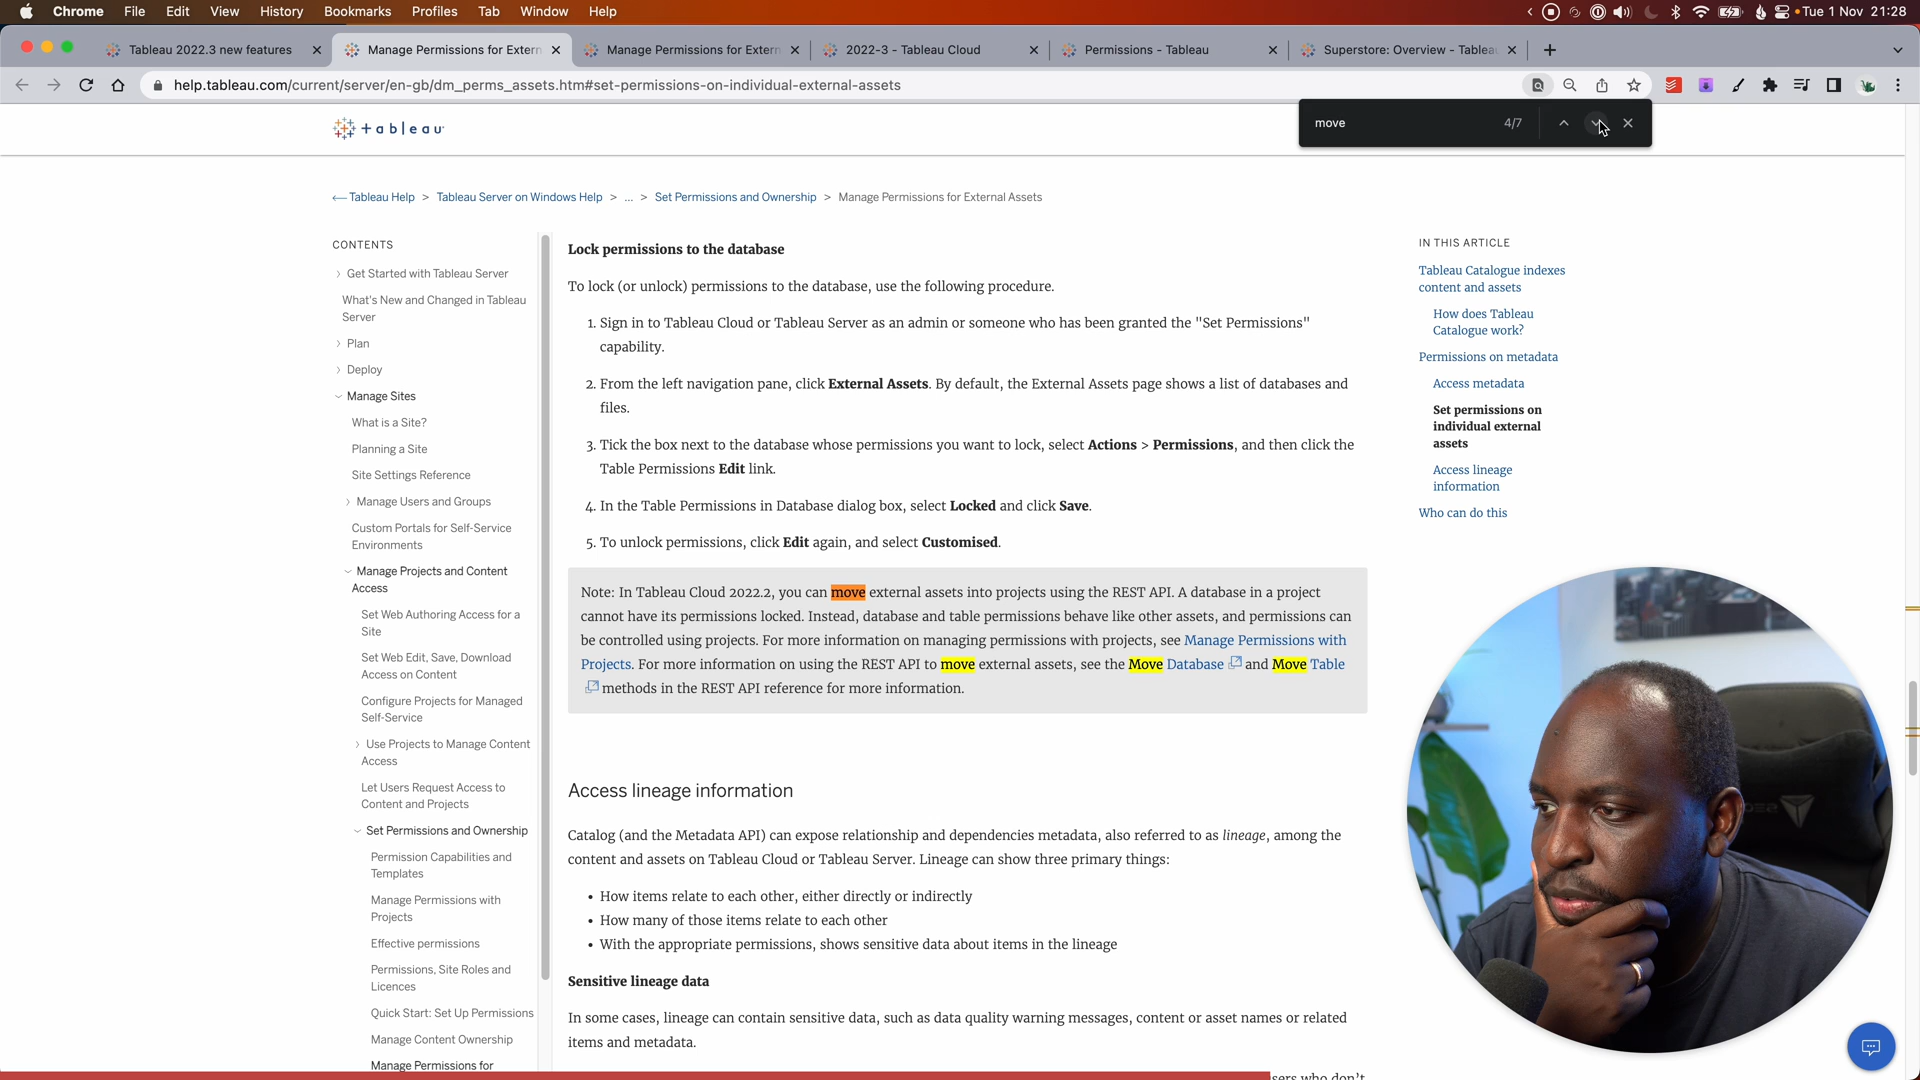 Chrome File Edit View History Bookmarks Profiles Tab Window Help Tue 1 Nov 21:28
Tableau 2022.3 new features
Manage Permissions for Extern
Manage Permissions for Extern
2022-3 - Tableau Cloud
Permissions - Tableau
Superstore: Overview - Tablea
help.tableau.com/current/server/en-gb/dm_perms_assets.htm#set-permissions-on-individual-external-assets
move 4/7
+ableau
Tableau Help > Tableau Server on Windows Help > ... > Set Permissions and Ownership > Manage Permissions for External Assets
CONTENTS
Get Started with Tableau Server
What's New and Changed in Tableau
Server
Plan
Deploy
Manage Sites
What is a Site?
Planning a Site
Site Settings Reference
Manage Users and Groups
Custom Portals for Self-Service
Environments
Manage Projects and Content
Access
Set Web Authoring Access for a
Site
Set Web Edit, Save, Download
Access on Content
Configure Projects for Managed
Self-Service
Use Projects to Manage Content
Access
Let Users Request Access to
Content and Projects
Set Permissions and Ownership
Permission Capabilities and
Templates
Manage Permissions with
Projects
Effective permissions
Permissions, Site Roles and
Licences
Quick Start: Set Up Permissions
Manage Content Ownership
Manage Permissions for
Lock permissions to the database
To lock (or unlock) permissions to the database, use the following procedure.
1. Sign in to Tableau Cloud or Tableau Server as an admin or someone who has been granted the "Set Permissions"
capability.
2. From the left navigation pane, click External Assets. By default, the External Assets page shows a list of databases and
files.
3. Tick the box next to the database whose permissions you want to lock, select Actions > Permissions, and then click the
Table Permissions Edit link.
4. In the Table Permissions in Database dialog box, select Locked and click Save.
5. To unlock permissions, click Edit again, and select Customised.
Note: In Tableau Cloud 2022.2, you can move external assets into projects using the REST API. A database in a project
cannot have its permissions locked. Instead, database and table permissions behave like other assets, and permissions can
be controlled using projects. For more information on managing permissions with projects, see Manage Permissions with
Projects. For more information on using the REST API to move external assets, see the Move Database and Move Table
methods in the REST API reference for more information.
Access lineage information
Catalog (and the Metadata API) can expose relationship and dependencies metadata, also referred to as lineage, among the
content and assets on Tableau Cloud or Tableau Server. Lineage can show three primary things:
• How items relate to each other, either directly or indirectly
• How many of those items relate to each other
• With the appropriate permissions, shows sensitive data about items in the lineage
Sensitive lineage data
In some cases, lineage can contain sensitive data, such as data quality warning messages, content or asset names or related
items and metadata.
sers who don't
IN THIS ARTICLE
Tableau Catalogue indexes
content and assets
How does Tableau
Catalogue work?
Permissions on metadata
Access metadata
Set permissions on
individual external
assets
Access lineage
information
Who can do this